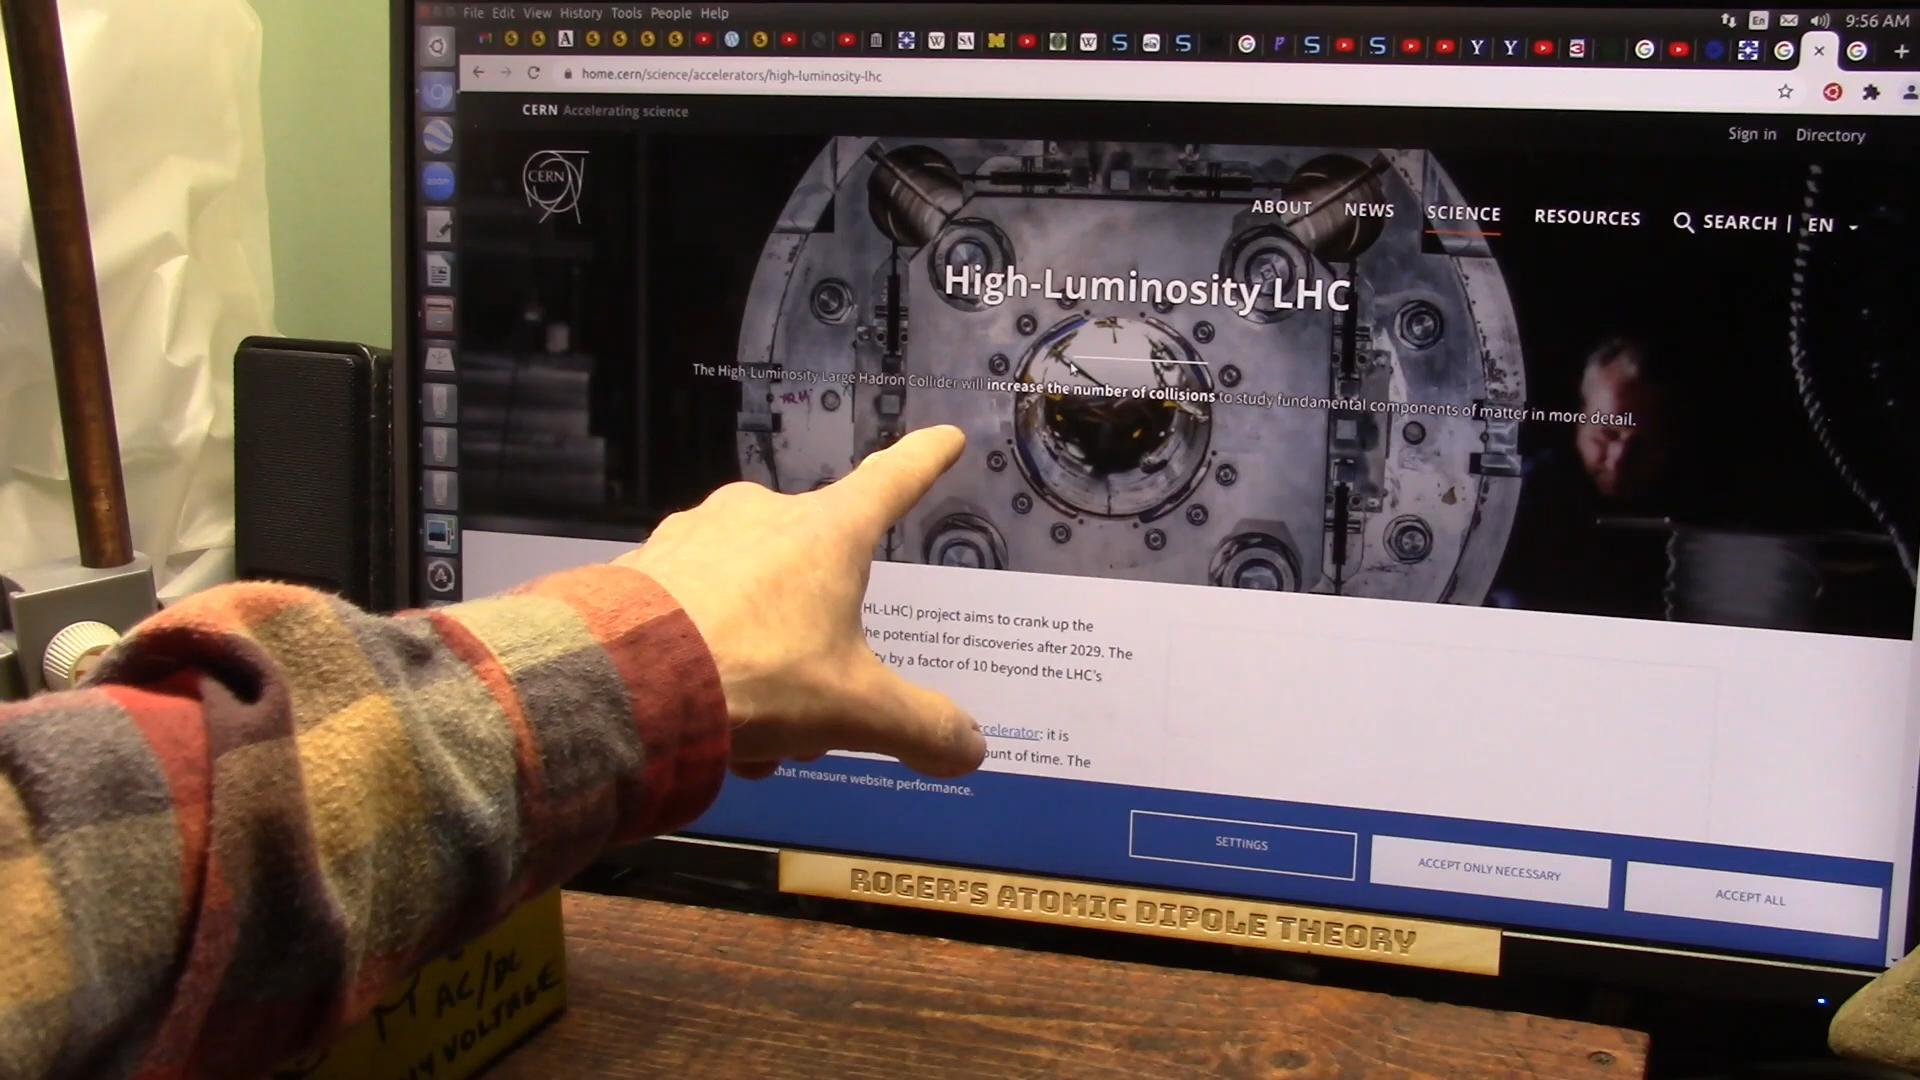 File Edit View History Tools People Help
En 9:56 AM
home.cern/science/accelerators/high-luminosity-lhc
CERN Accelerating science
Sign in Directory
CERN
ABOUT NEWS SCIENCE RESOURCES SEARCH | EN
High-Luminosity LHC
The High-Luminosity Large Hadron Collider will increase the number of collisions to study fundamental components of matter in more detail.
HL-LHC) project aims to crank up the
the potential for discoveries after 2029. The
by a factor of 10 beyond the LHC's
accelerator: it is
of time. The
that measure website performance.
SETTINGS
ACCEPT ONLY NECESSARY
ACCEPT ALL
ROGER'S ATOMIC DIPOLE THEORY
AC/DC
VOLTAGE